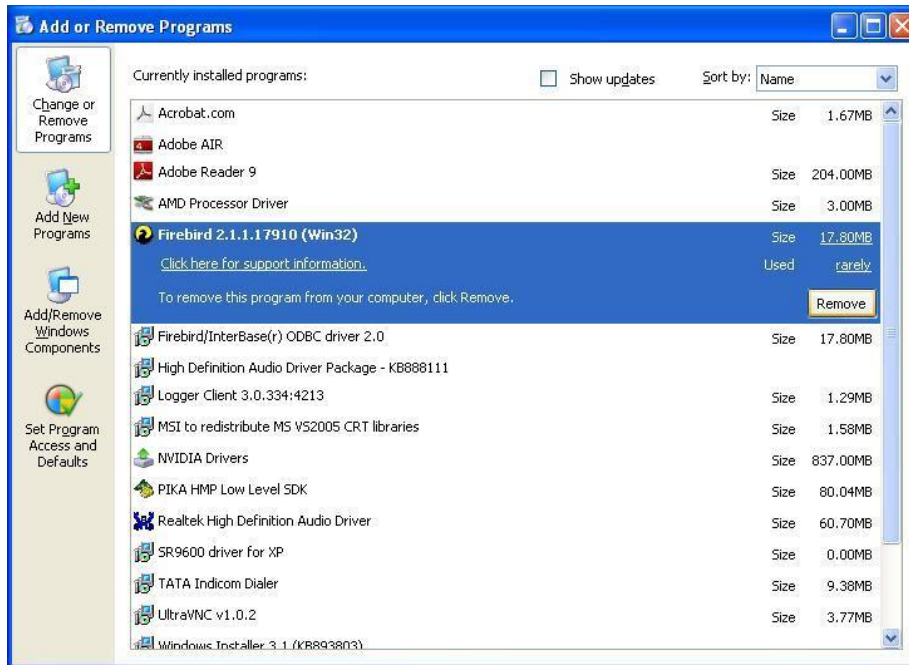 Add or Remove Programs
Change or
Remove
Programs
Add New
Programs
Add/Remove
Windows
Components
Set Program
Access and
Defaults
Currently installed programs:
Show updates
Sort by: Name
Acrobat.com Size 1.67MB
Adobe AIR
Adobe Reader 9 Size 204.00MB
AMD Processor Driver Size 3.00MB
Firebird 2.1.1.17910 (Win32) Size 17.80MB
Click here for support information. Used rarely
To remove this program from your computer, click Remove. Remove
Firebird/InterBase(r) ODBC driver 2.0 Size 17.80MB
High Definition Audio Driver Package - KB888111
Logger Client 3.0.334:4213 Size 1.29MB
MSI to redistribute MS VS2005 CRT libraries Size 1.58MB
NVIDIA Drivers Size 837.00MB
PIKA HMP Low Level SDK Size 80.04MB
Realtek High Definition Audio Driver Size 60.70MB
SR9600 driver for XP Size 0.00MB
TATA Indicom Dialer Size 9.38MB
UltraVNC v1.0.2 Size 3.77MB
Windows Installer 3.1 (KB893803)